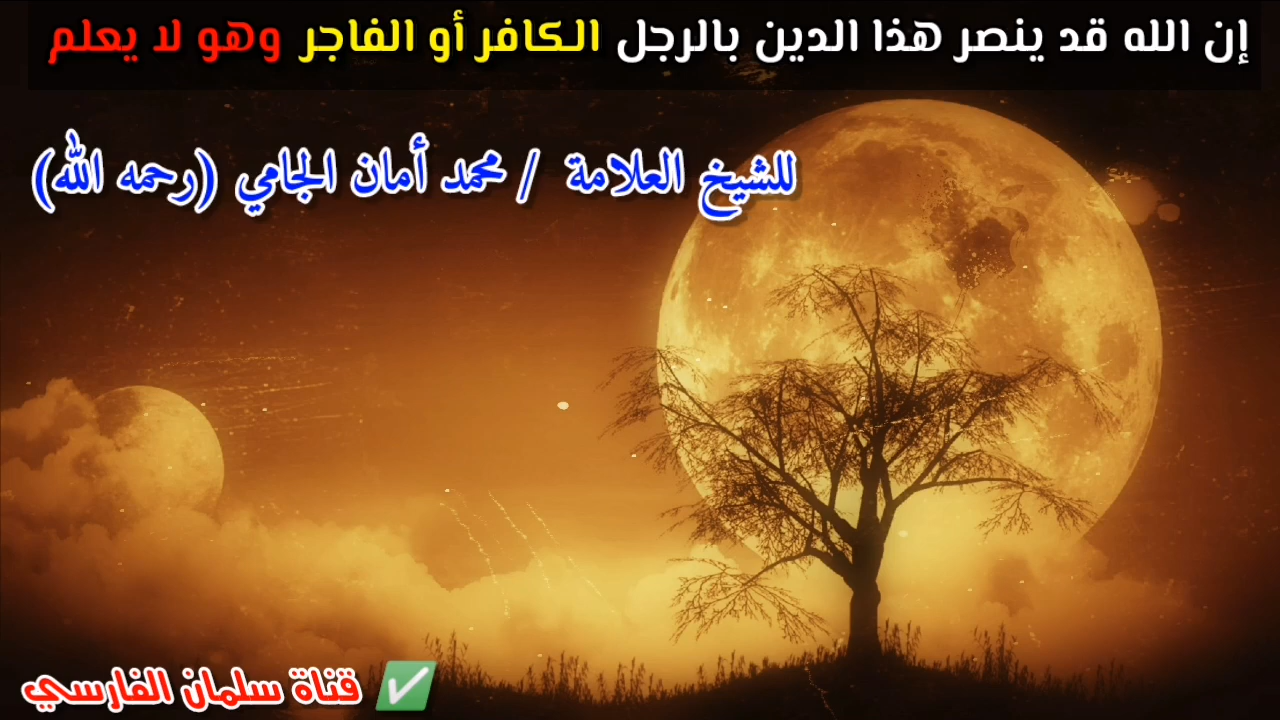 إن الله قد ينصر هذا الدين بالرجل الكافر أو الفاجر وهو لا يعلم
للشيخ العلامة / محمد أمان الجامي (رحمه الله)
✅ قناة سلمان الفارسي